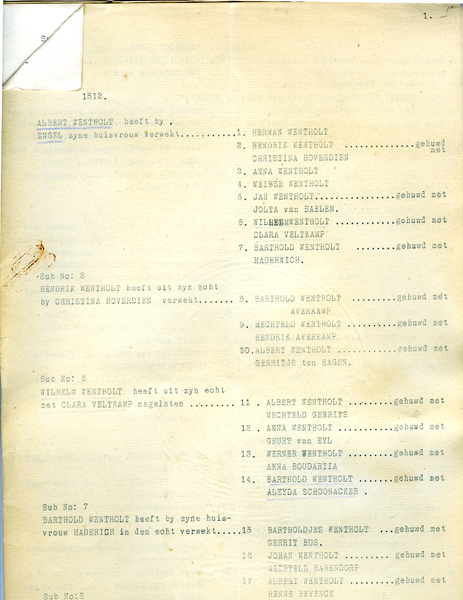 1.
1512.
ALBERT WENTHOLT heeft by .
ENGEL zyne huisvrouw verwekt..........1. HERMAN WENTHOLT
2. HENDRIK WENTHOLT ...............gehuwd met
CHRISTINA HOVERDIEN
3. ANNA WENTHOLT
4. WEIBSE WENTHOLT
5. JAN WENTHOLT.................gehuwd met
JOLTA van BAELEN.
6. WILHELMWENTHOLT .............gehuwd met
CLARA VELTKAMP
7. BARTHOLD WENTHOLT ........gehuwd met
HADERWICH.
Sub No: 2
HENDRIK WENTHOLT heeft uit zyn echt
by CHRISTINA HOVERDIEN verwekt....... 8. BARTHOLD WENTHOLT ..........gehuwd met
AVERKAMP
9. MECHTELD WENTHOLT ..........gehuwd met
HENDRIK AVERKAMP
30. ALBERT WENTHOLT ...........gehuwd met
GERRITJE ten HAGEN.
Sub No: 6
WILHELM WENTHOLT heeft uit zyn echt
met CLARA VELTKAMP nagelaten ......... 11 . ALBERT WENTHOLT .......gehuwd met
MECHTELD GERRITS
12 . ANNA WENTHOLT ........gehuwd met
GEURT van EYL
13. WERNER WENTHOLT .......gehuwd met
ANNA BOUDARTIA
14. BARTHOLD WENTHOLT ......gehuwd met
ALEYDA SCHOONACKER .
Sub No: 7
BARTHOLD WENTHOLT heeft by zyne huis-
vrouw HADERICH in den echt verwekt.....15 BARTHOLDJES WENTHOLT ...gehuwd met
GERRIT BUS.
16 JOHAN WENTHOLT ........gehuwd met
MECHTELD BARENDORP
17 ALBERT WENTHOLT .......gehuwd met
HENNE HEYENCK